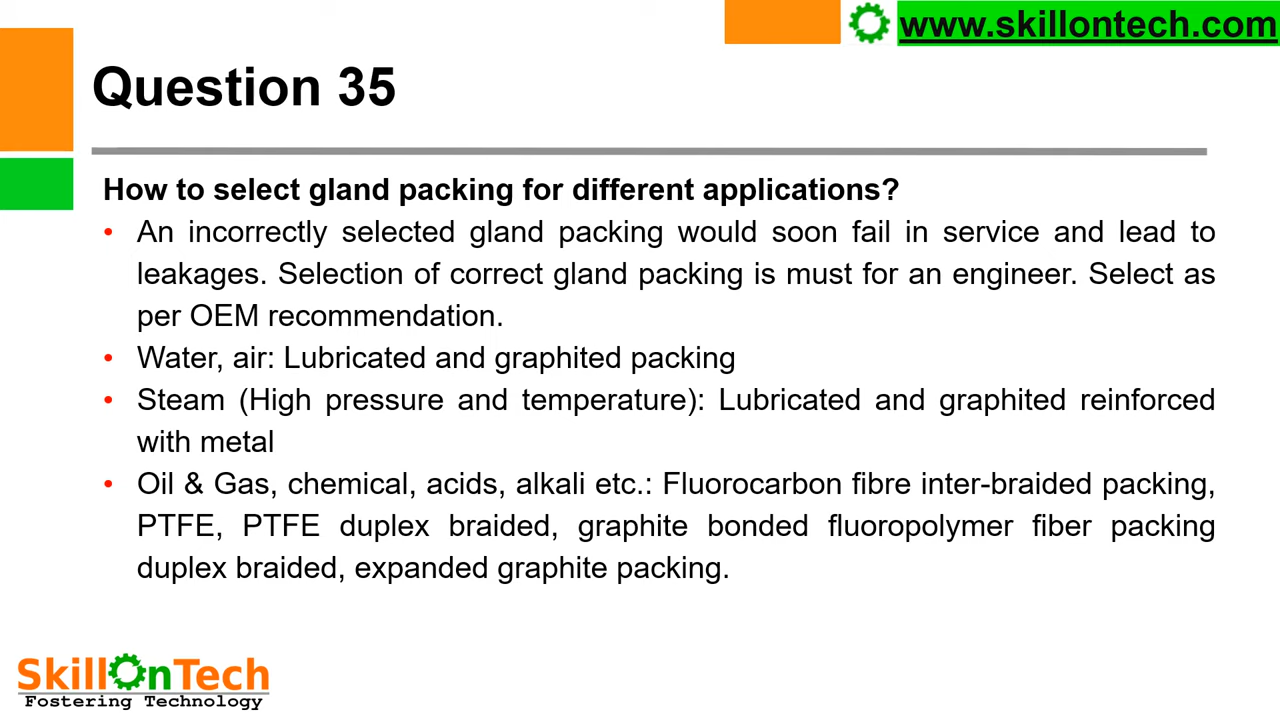 www.skillontech.com
Question 35
How to select gland packing for different applications?
• An incorrectly selected gland packing would soon fail in service and lead to
leakages. Selection of correct gland packing is must for an engineer. Select as
per OEM recommendation.
• Water, air: Lubricated and graphited packing
• Steam (High pressure and temperature): Lubricated and graphited reinforced
with metal
• Oil & Gas, chemical, acids, alkali etc.: Fluorocarbon fibre inter-braided packing,
PTFE, PTFE duplex braided, graphite bonded fluoropolymer fiber packing
duplex braided, expanded graphite packing.
SkillOnTech
Fostering Technology